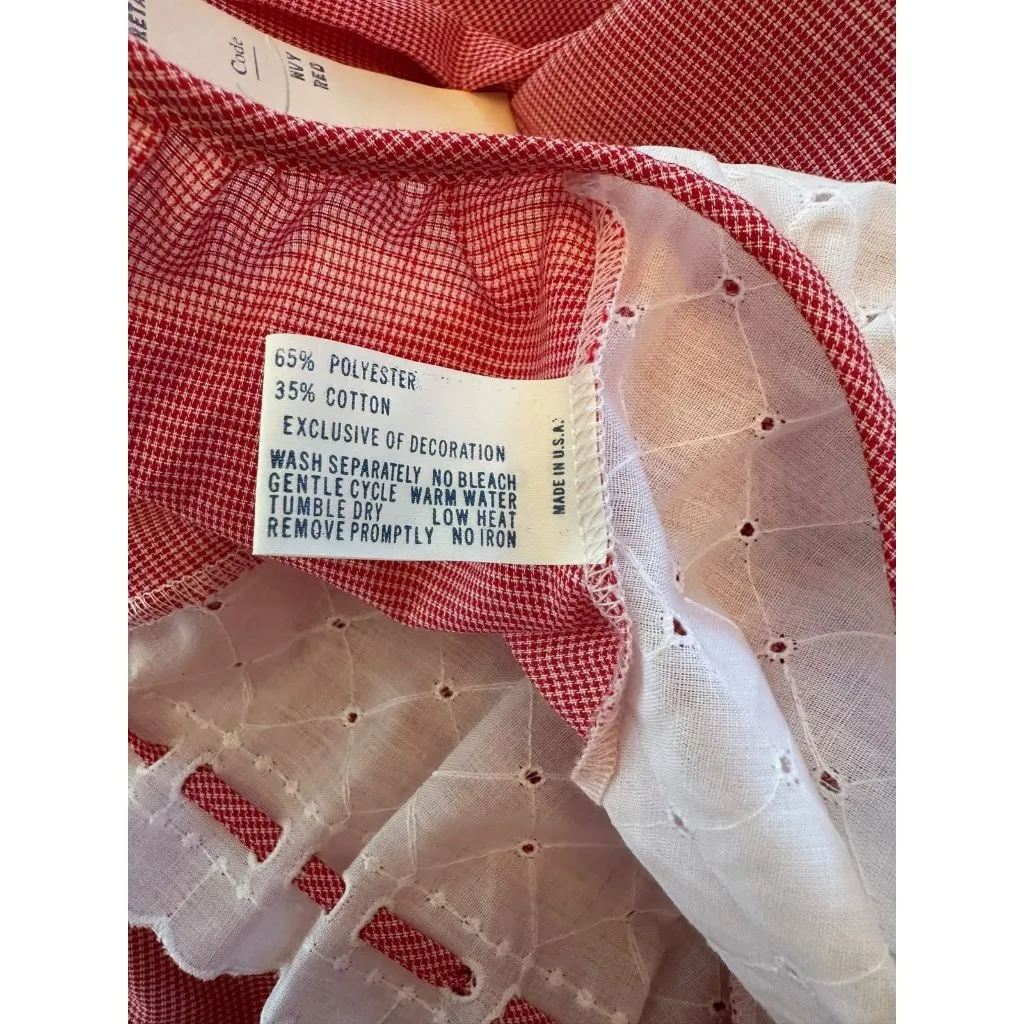 Code
NVY
RED
65% POLYESTER
35% COTTON
EXCLUSIVE OF DECORATION
WASH SEPARATELY NO BLEACH
GENTLE CYCLE WARM WATER
TUMBLE DRY LOW HEAT
REMOVE PROMPTLY NO IRON
MADE IN U.S.A.